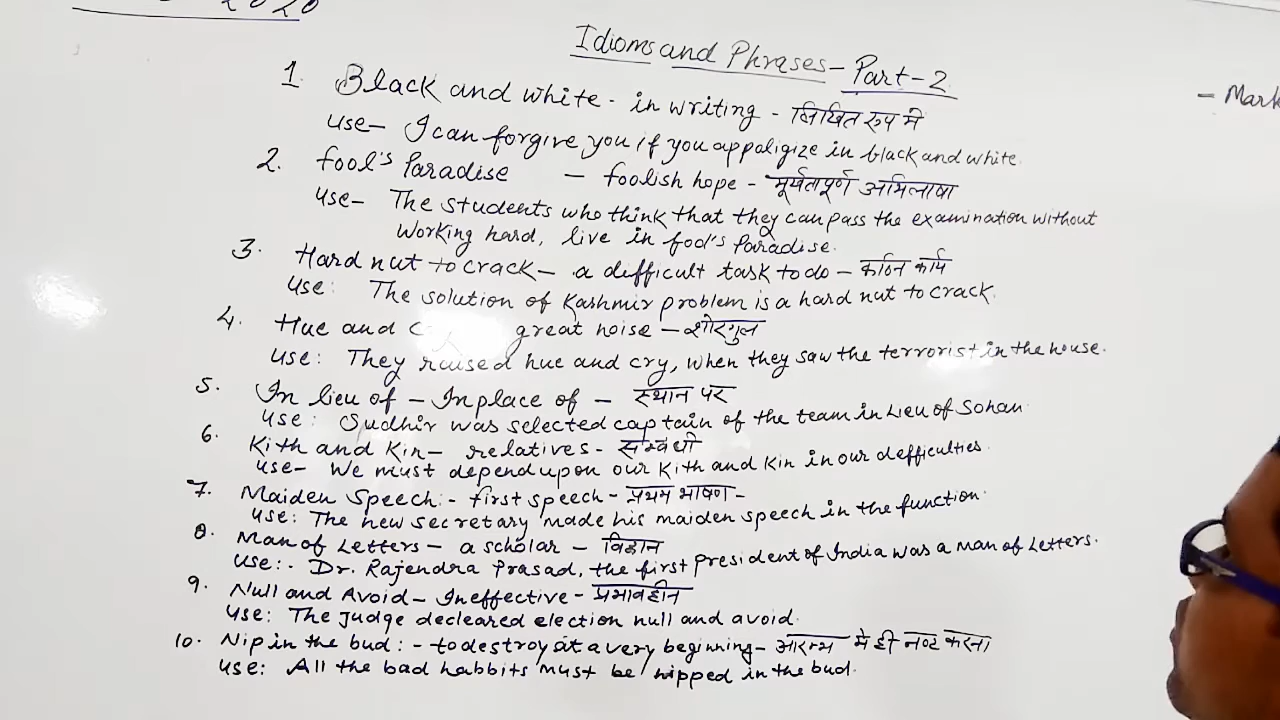 2020
Idioms and Phrases - Part-2
- Mark
1. Black and white - in writing - लिखित रूप मे
use- I can forgive you if you appaligize in black and white.
2. fool's Paradise - foolish hope - मूर्खतापूर्ण अभिलाषा
use- The students who think that they can pass the examination without
working hard, live in fool's Paradise.
3. Hard nut to crack - a difficult task to do - कठिन कार्य
use: The solution of Kashmir problem is a hard nut to crack.
4. Hue and c great noise - शोरगुल
use: They raised hue and cry, when they saw the terrorist in the house.
5. In lieu of - In place of - स्थान पर
use: Sudhir was selected captain of the team in Lieu of Sohan.
6. Kith and Kin - relatives - सम्बंधी
use- We must depend upon our Kith and Kin in our defficulties.
7. Maiden Speech:- first speech - प्रथम भाषण -
use: The new secretary made his maiden speech in the function.
8. Man of Letters - a scholar - विद्वान
use:- Dr. Rajendra Prasad, the first president of India was a Man of Letters.
9. Null and Avoid - Ineffective - प्रभावहीन
use: The Judge decleared election null and avoid.
10. Nip in the bud:- to destroy at a very beginning - आरम्भ मे ही नष्ट करना
use: All the bad habbits must be nipped in the bud.